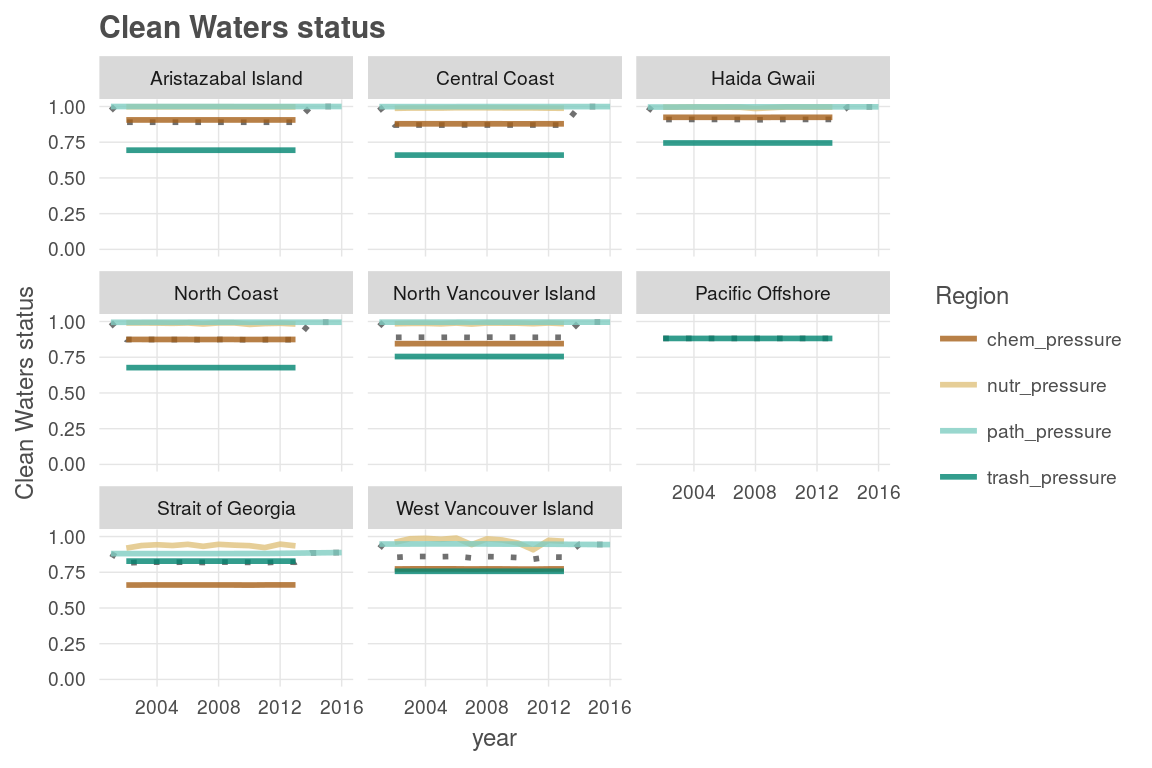 Clean Waters status
Aristazabal Island
Central Coast
Haida Gwaii
1.00
0.75
0.50
0.25
0.00
North Coast
North Vancouver Island
Pacific Offshore
1.00
0.75
0.50
0.25
0.00
2004 2008 2012 2016
Strait of Georgia
West Vancouver Island
1.00
0.75
0.50
0.25
0.00
2004 2008 2012 2016
2004 2008 2012 2016
year
Clean Waters status
Region
chem_pressure
nutr_pressure
path_pressure
trash_pressure